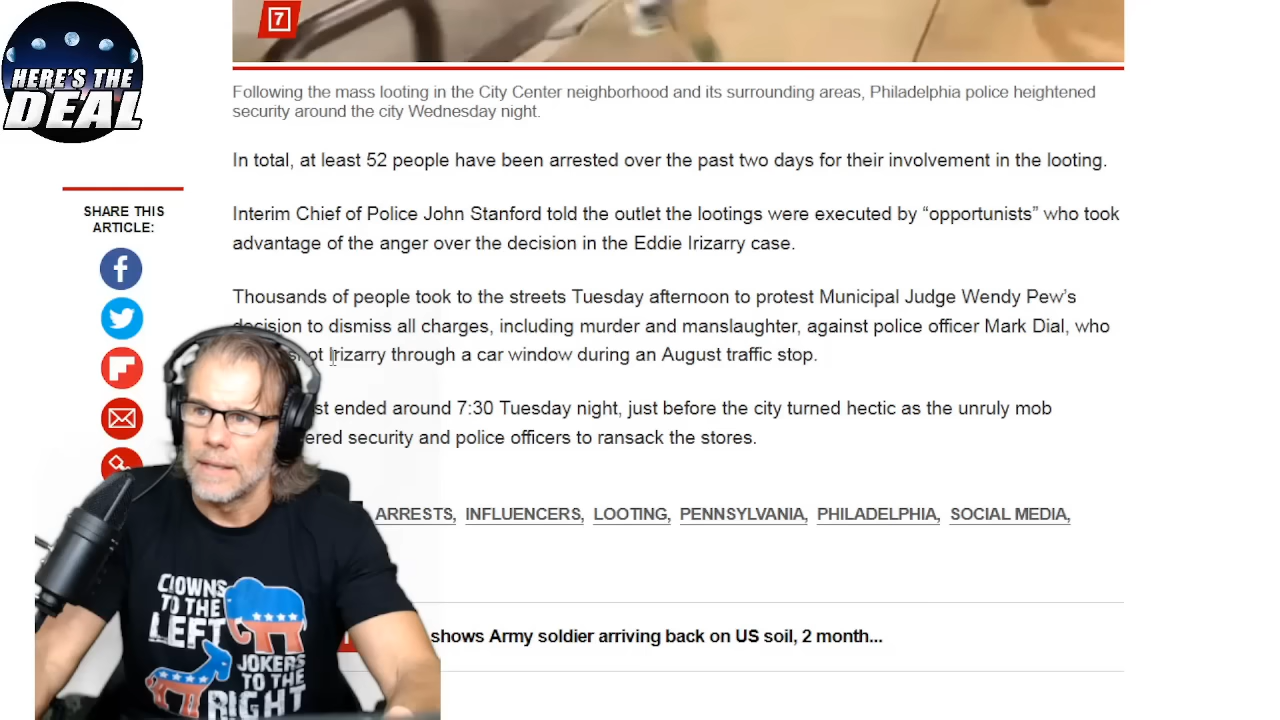 7
HERE'S THE
DEAL
Following the mass looting in the City Center neighborhood and its surrounding areas, Philadelphia police heightened
security around the city Wednesday night.
In total, at least 52 people have been arrested over the past two days for their involvement in the looting.
SHARE THIS
ARTICLE:
Interim Chief of Police John Stanford told the outlet the lootings were executed by “opportunists” who took
advantage of the anger over the decision in the Eddie Irizarry case.
Thousands of people took to the streets Tuesday afternoon to protest Municipal Judge Wendy Pew’s
decision to dismiss all charges, including murder and manslaughter, against police officer Mark Dial, who
Irizarry through a car window during an August traffic stop.
ended around 7:30 Tuesday night, just before the city turned hectic as the unruly mob
security and police officers to ransack the stores.
ARRESTS, INFLUENCERS, LOOTING, PENNSYLVANIA, PHILADELPHIA, SOCIAL MEDIA,
shows Army soldier arriving back on US soil, 2 month...
CLOWNS
TO THE
LEFT
JOKERS
TO THE
RIGHT